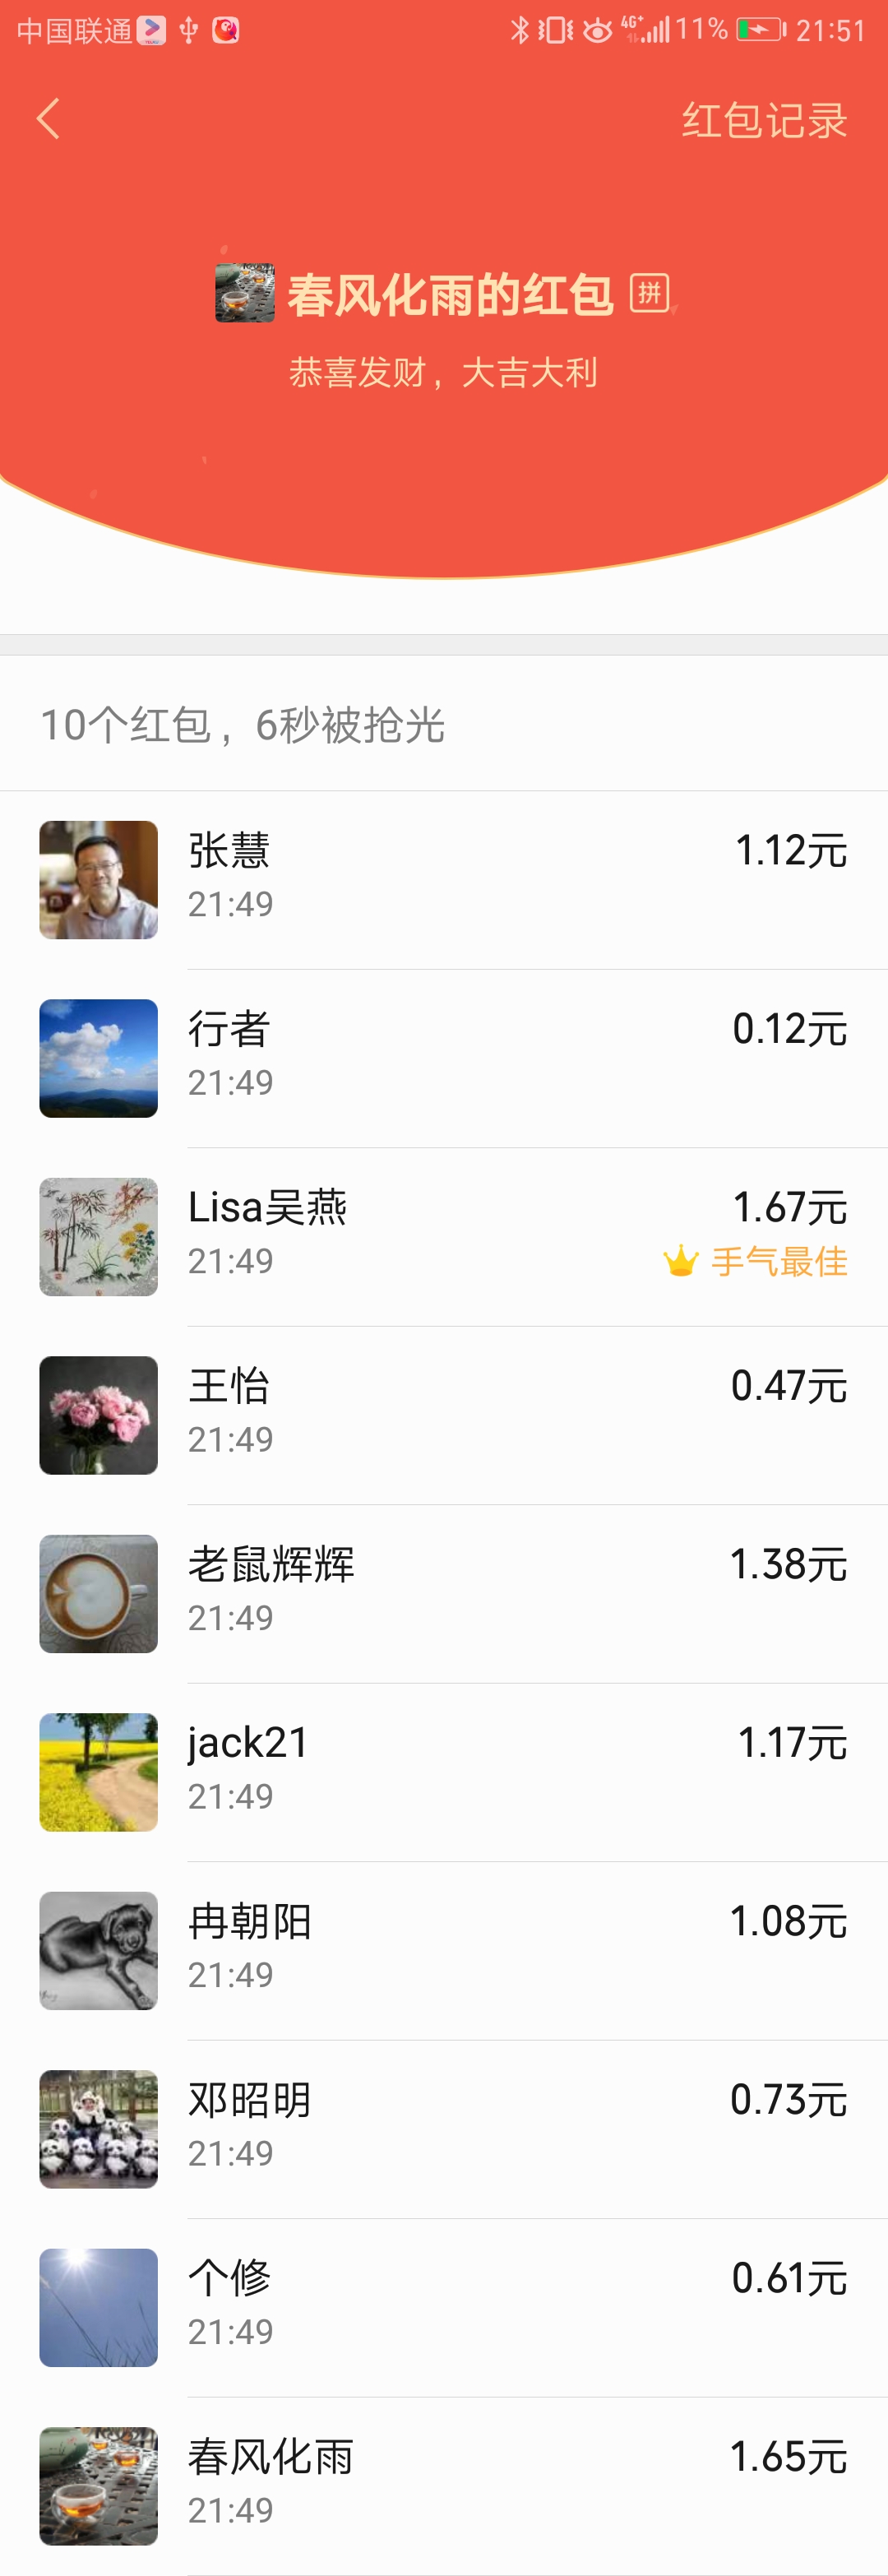 中国联通 4G+ 11% 21:51
红包记录
春风化雨的红包 拼
恭喜发财，大吉大利
10个红包，6秒被抢光
张慧 1.12元
21:49
行者 0.12元
21:49
Lisa吴燕 1.67元
21:49 手气最佳
王怡 0.47元
21:49
老鼠辉辉 1.38元
21:49
jack21 1.17元
21:49
冉朝阳 1.08元
21:49
邓昭明 0.73元
21:49
个修 0.61元
21:49
春风化雨 1.65元
21:49